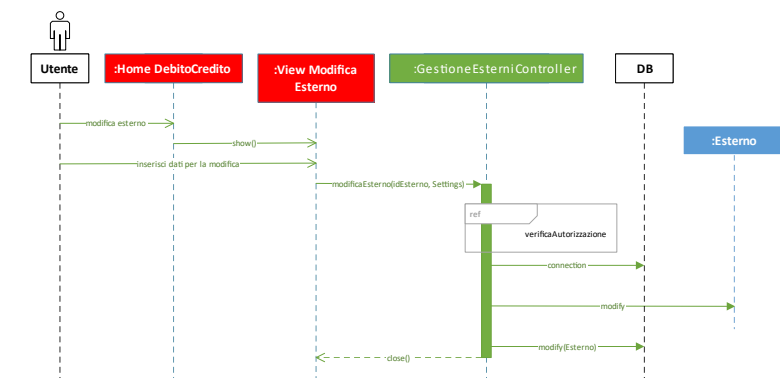 Utente
:Home DebitoCredito
:View Modifica
Esterno
:GestioneEsterniController
DB
:Esterno
modifica esterno
show()
inserisci dati per la modifica
modificaEsterno(idEsterno, Settings)
ref
verificaAutorizzazione
connection
modify
modify(Esterno)
close()